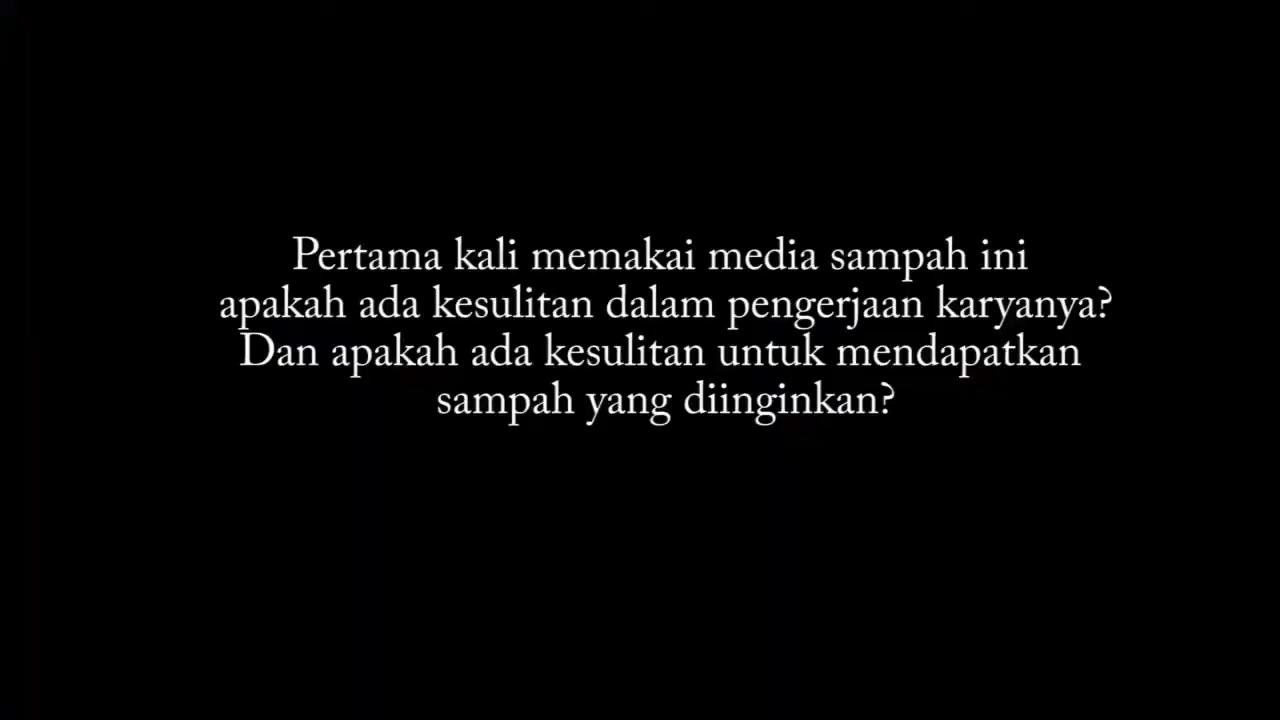 Pertama kali memakai media sampah ini
apakah ada kesulitan dalam pengerjaan karyanya?
Dan apakah ada kesulitan untuk mendapatkan
sampah yang diinginkan?